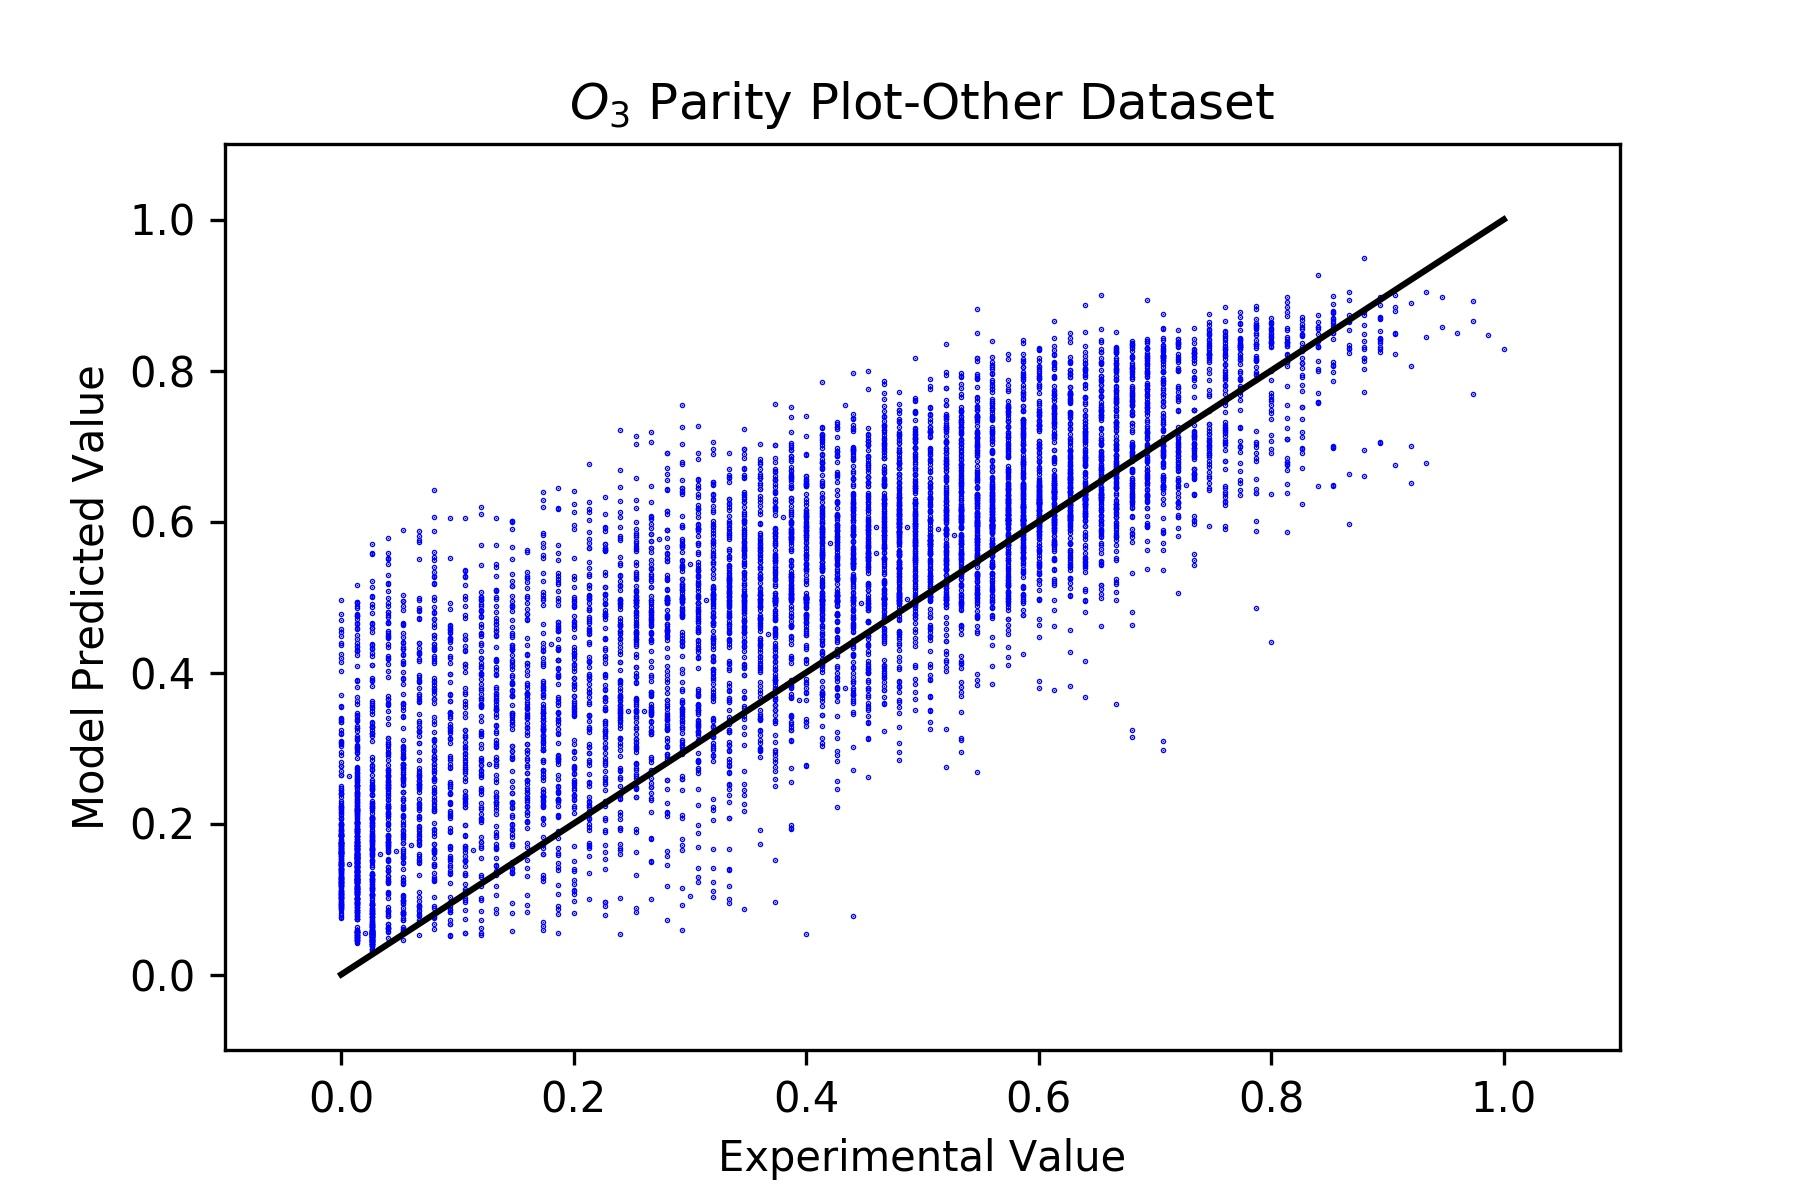 O₃ Parity Plot-Other Dataset
Model Predicted Value
1.0
0.8
0.6
0.4
0.2
0.0
0.0 0.2 0.4 0.6 0.8 1.0
Experimental Value